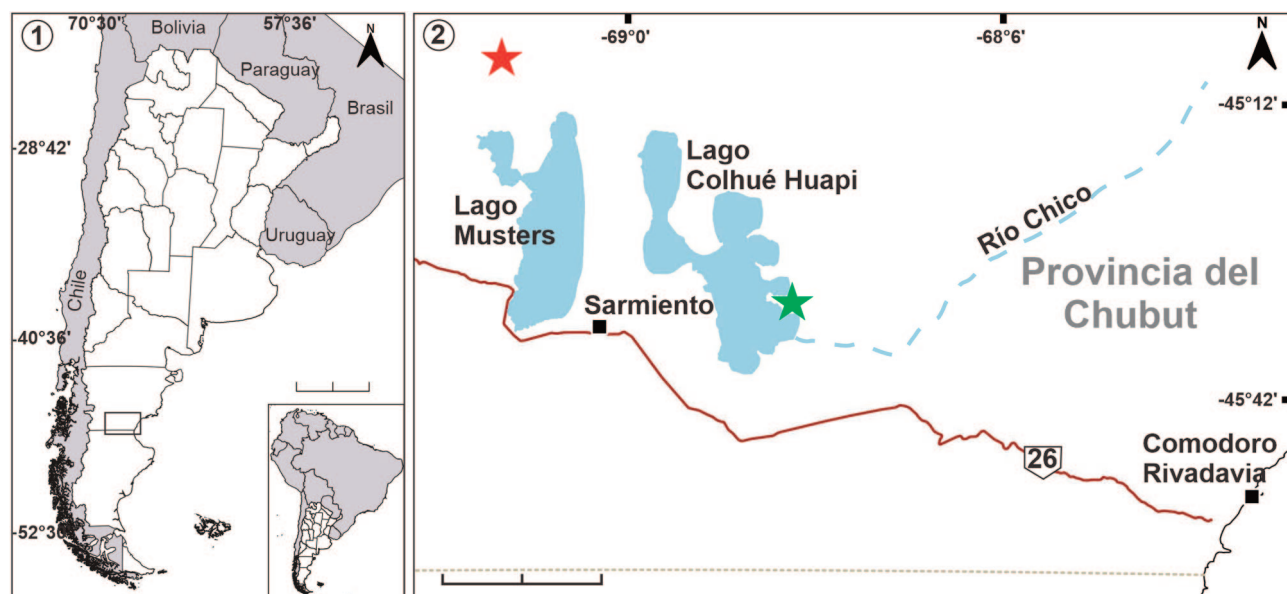 1
70°30'
Bolivia
57°36'
N
Paraguay
Brasil
-28°42'
Uruguay
Chile
-40°36'
-52°30'
2
-69°0'
-68°6'
N
-45°12'
Lago
Colhué Huapi
Lago
Musters
Río Chico
Provincia del
Chubut
Sarmiento
-45°42'
Comodoro
Rivadavia
26